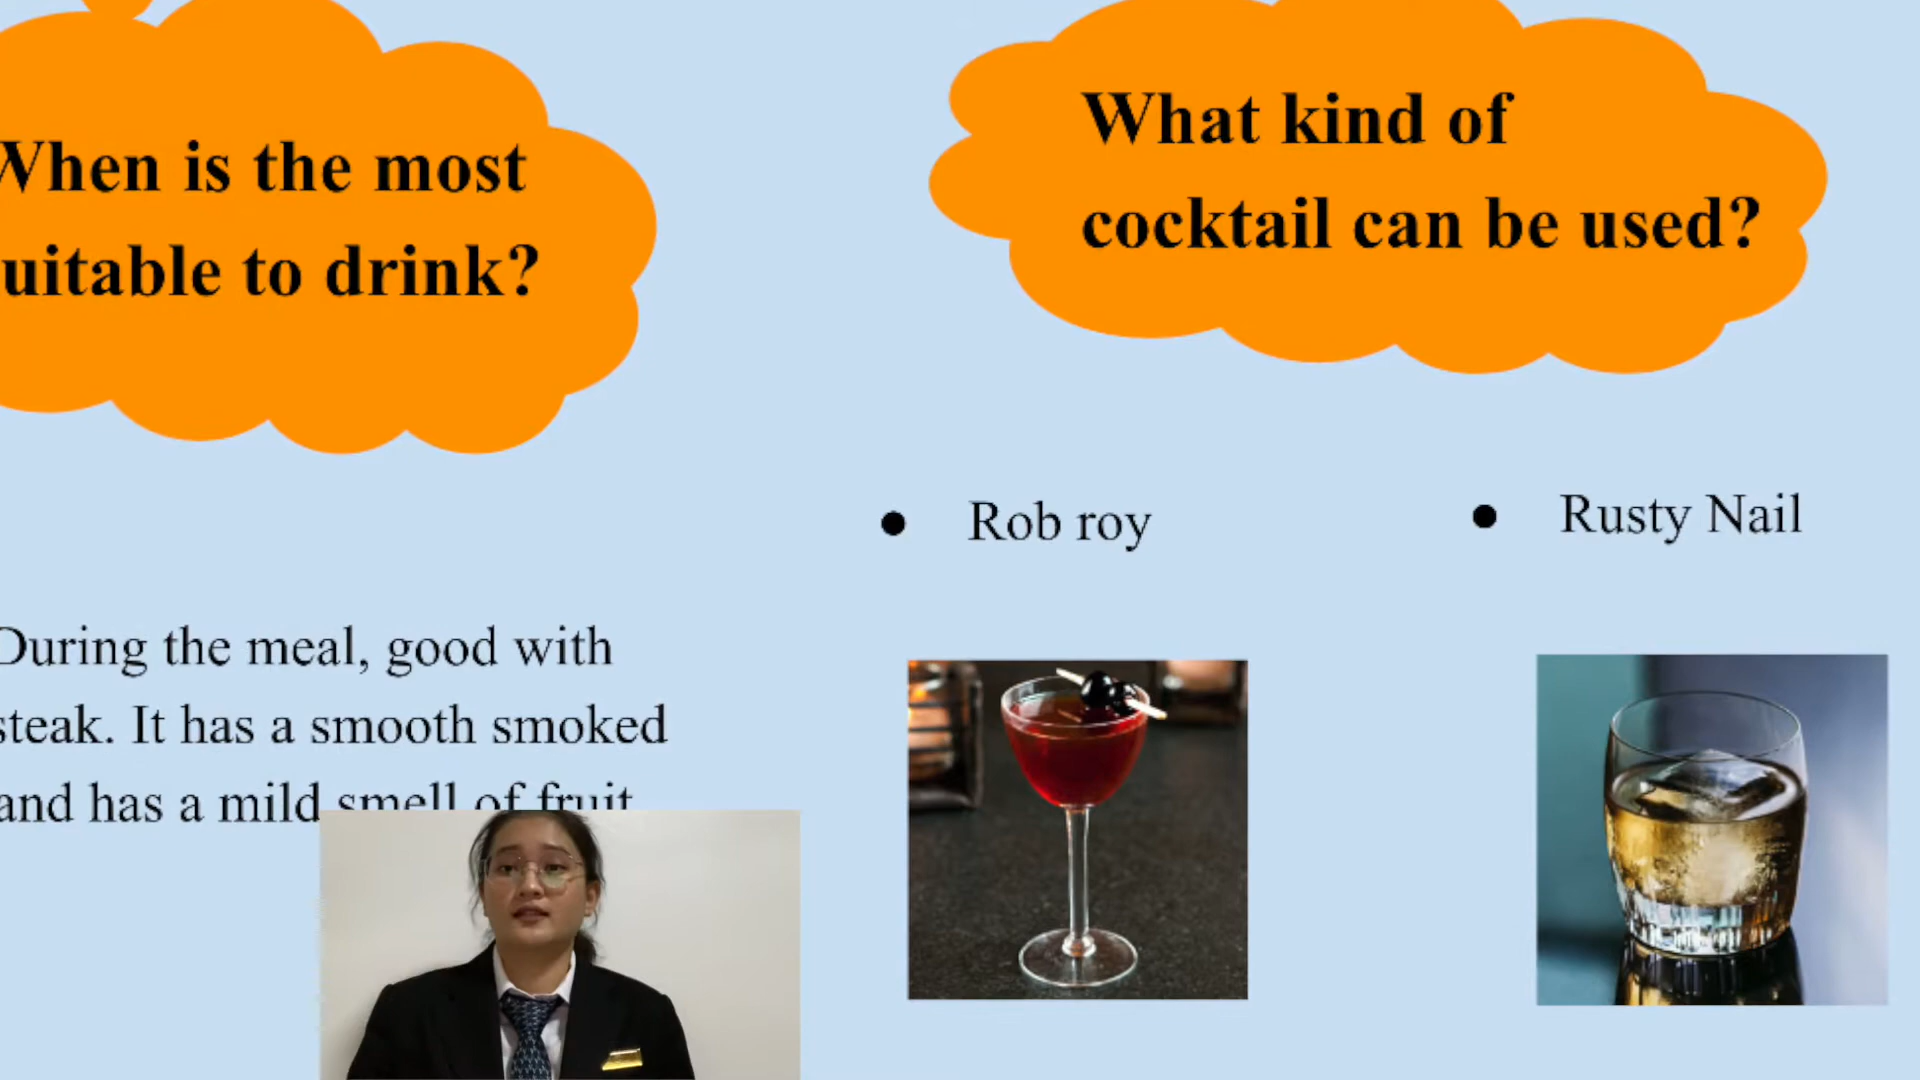 When is the most
uitable to drink?
During the meal, good with
steak. It has a smooth smoked
and has a mild smell of fruit
What kind of
cocktail can be used?
● Rob roy
● Rusty Nail